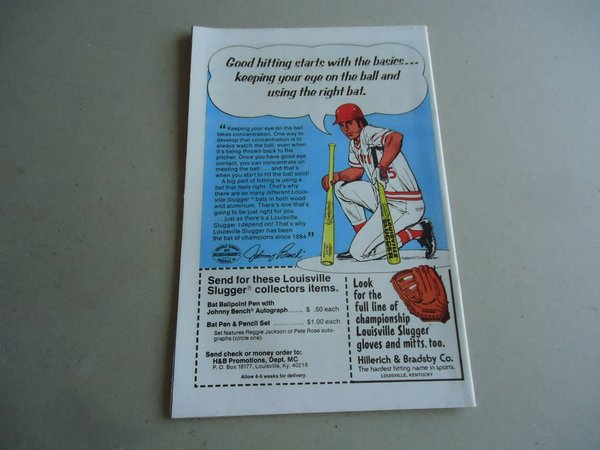 Good hitting starts with the basics...
keeping your eye on the ball and
using the right bat.
"Keeping your eye on the ball
takes concentration. One way to
develop that concentration is to
always watch the ball, even when
it's being thrown back to the
pitcher. Once you have good eye
contact, you can concentrate on
meeting the ball . . . and that's
when you start to hit the ball solid!
A big part of hitting is using a
bat that feels right. That's why
there are so many different Louis-
ville Slugger® bats in both wood
and aluminum. There's one that's
going to be just right for you
. . . just as there's a Louisville
Slugger I depend on! That's why
Louisville Slugger has been
the bat of champions since 1884."
Johnny Bench
5
Send for these Louisville
Slugger® collectors items.
Bat Ballpoint Pen with
Johnny Bench® Autograph....... $ .50 each
Bat Pen & Pencil Set .............. $1.00 each
Set features Reggie Jackson or Pete Rose auto-
graphs (circle one).
Send check or money order to:
H&B Promotions, Dept. MC
P. O. Box 18177, Louisville, Ky. 40218
Allow 4-6 weeks for delivery.
Look
for the
full line of
championship
Louisville Slugger
gloves and mitts, too.
Hillerich & Bradsby Co.
The hardest hitting name in sports.
LOUISVILLE, KENTUCKY